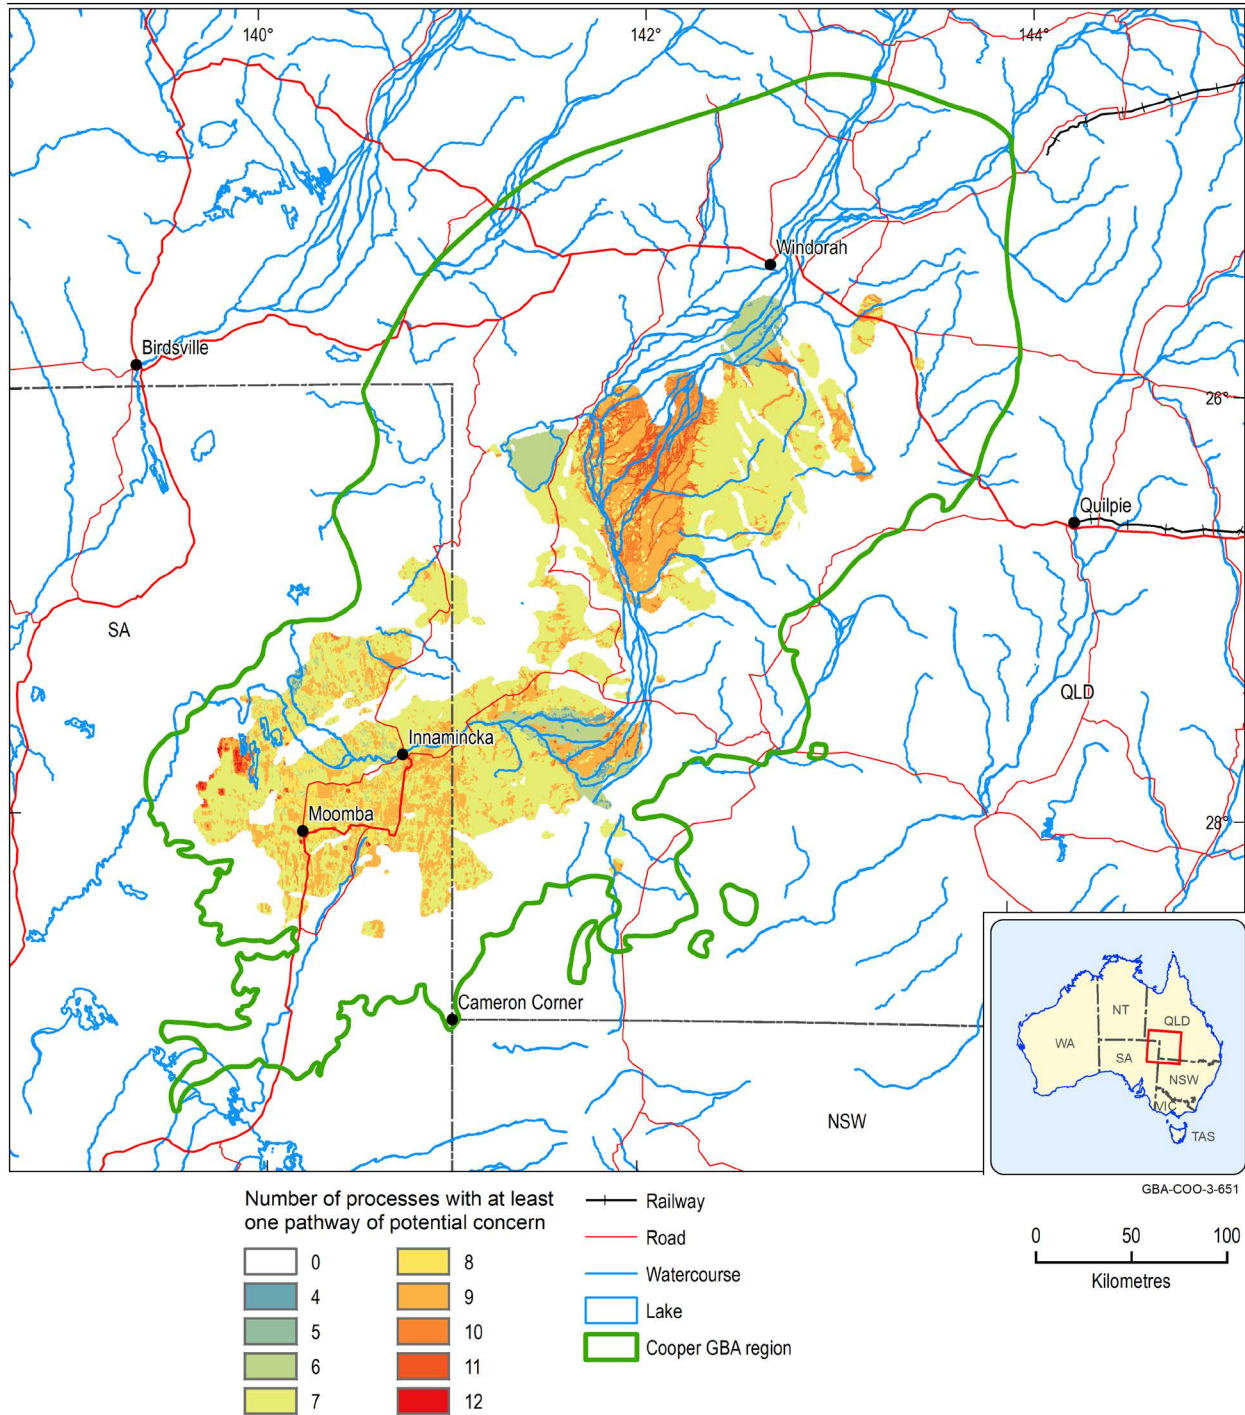 140°
142°
144°
Windorah
Birdsville
26°
Quilpie
SA
QLD
Innamincka
Moomba
28°
Cameron Corner
NSW
NT
QLD
WA
SA
NSW
VIC
TAS
GBA-COO-3-651
Number of processes with at least
one pathway of potential concern
0
4
5
6
7
8
9
10
11
12
Railway
Road
Watercourse
Lake
Cooper GBA region
0 50 100
Kilometres